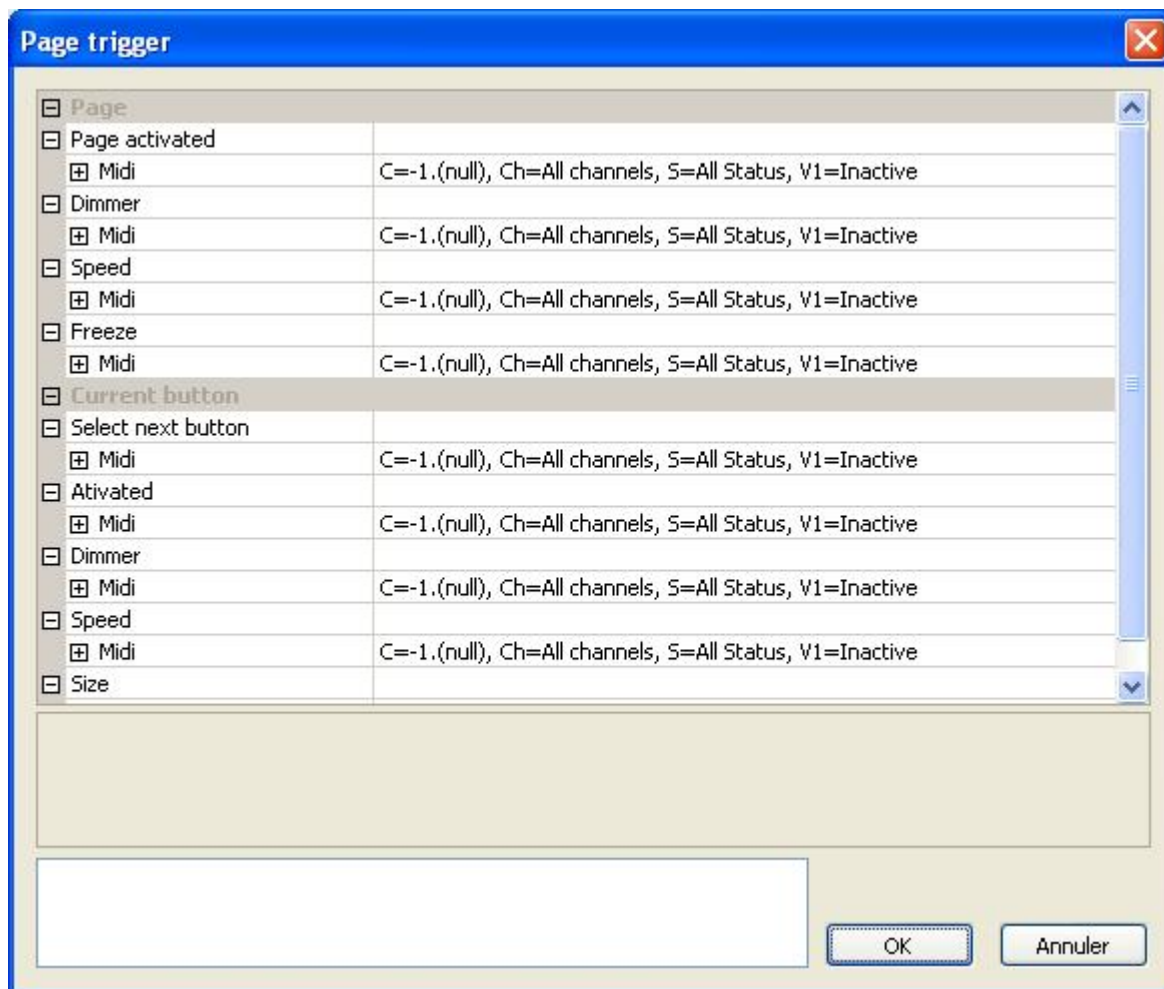 Page trigger
Page
Page activated
Midi C=-1.(null), Ch=All channels, S=All Status, V1=Inactive
Dimmer
Midi C=-1.(null), Ch=All channels, S=All Status, V1=Inactive
Speed
Midi C=-1.(null), Ch=All channels, S=All Status, V1=Inactive
Freeze
Midi C=-1.(null), Ch=All channels, S=All Status, V1=Inactive
Current button
Select next button
Midi C=-1.(null), Ch=All channels, S=All Status, V1=Inactive
Ativated
Midi C=-1.(null), Ch=All channels, S=All Status, V1=Inactive
Dimmer
Midi C=-1.(null), Ch=All channels, S=All Status, V1=Inactive
Speed
Midi C=-1.(null), Ch=All channels, S=All Status, V1=Inactive
Size
OK Annuler